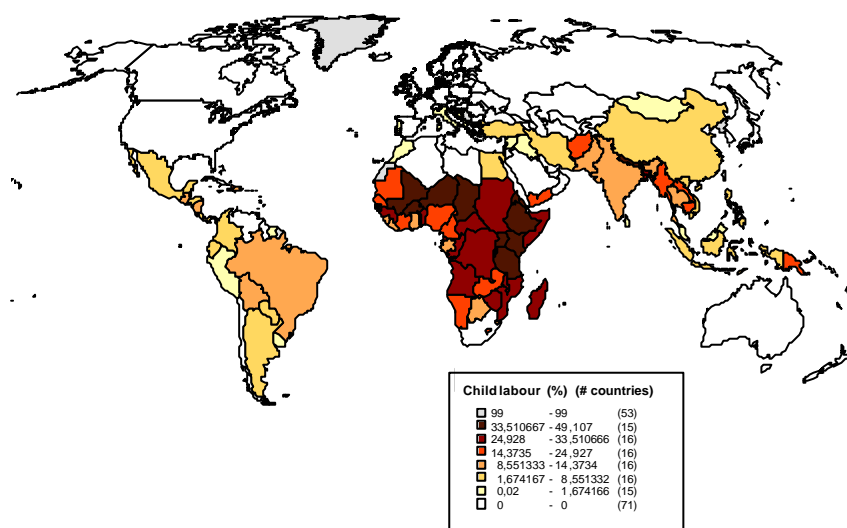 Child labour (%) (# countries)
99 - 99 (53)
33,510667 - 49,107 (15)
24,928 - 33,510666 (16)
14,3735 - 24,927 (16)
8,551333 - 14,3734 (16)
1,674167 - 8,551332 (16)
0,02 - 1,674166 (15)
0 - 0 (71)